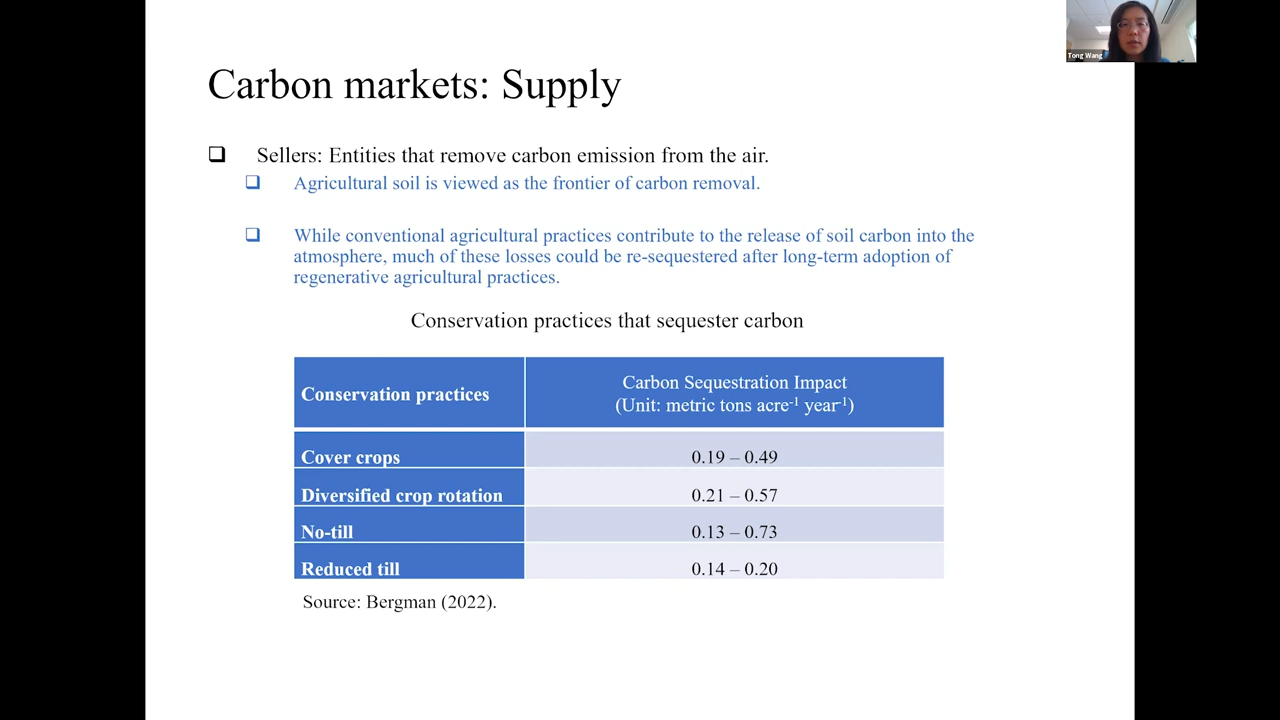 Tong Wang
Carbon markets: Supply
❑ Sellers: Entities that remove carbon emission from the air.
❑ Agricultural soil is viewed as the frontier of carbon removal.
❑ While conventional agricultural practices contribute to the release of soil carbon into the
atmosphere, much of these losses could be re-sequestered after long-term adoption of
regenerative agricultural practices.
Conservation practices that sequester carbon
Conservation practices
Carbon Sequestration Impact
(Unit: metric tons acre⁻¹ year⁻¹)
Cover crops 0.19 – 0.49
Diversified crop rotation 0.21 – 0.57
No-till 0.13 – 0.73
Reduced till 0.14 – 0.20
Source: Bergman (2022).